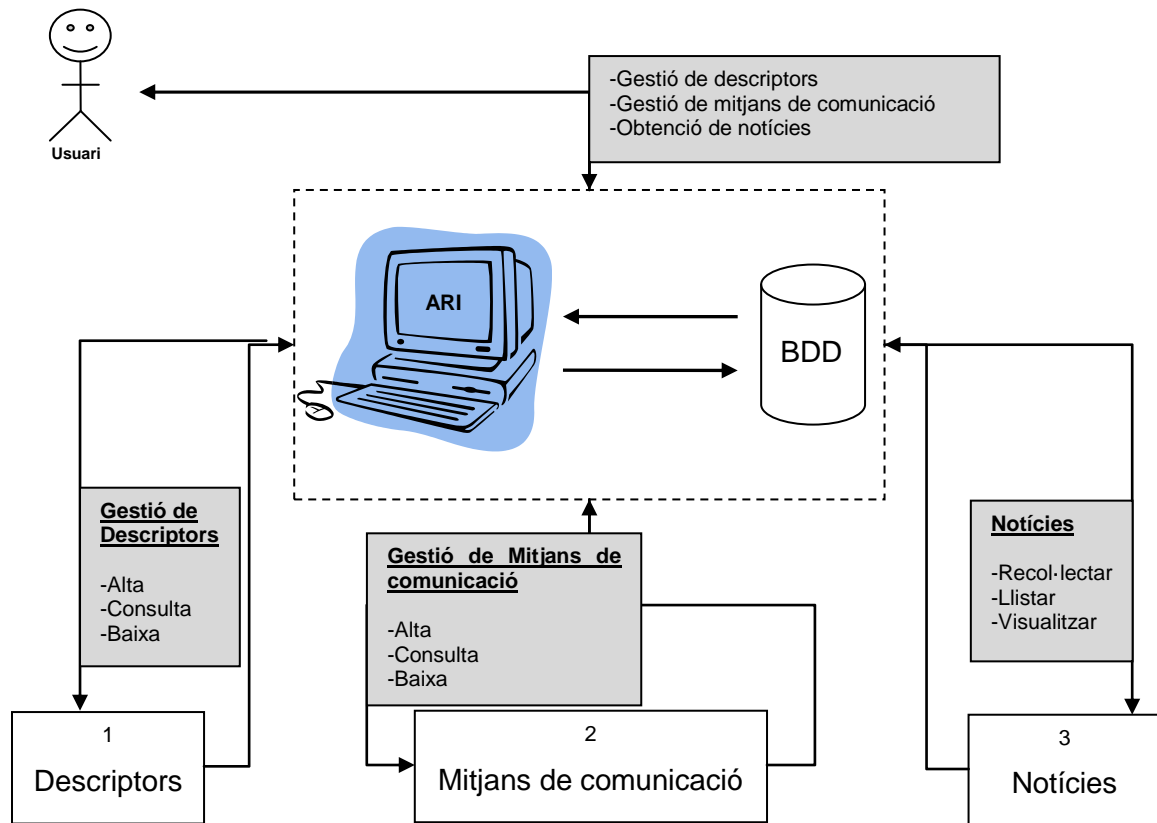 Usuari
-Gestió de descriptors
-Gestió de mitjans de comunicació
-Obtenció de notícies
ARI
BDD
Gestió de
Descriptors
-Alta
-Consulta
-Baixa
Gestió de Mitjans de
comunicació
-Alta
-Consulta
-Baixa
Notícies
-Recol·lectar
-Llistar
-Visualitzar
1
Descriptors
2
Mitjans de comunicació
3
Notícies